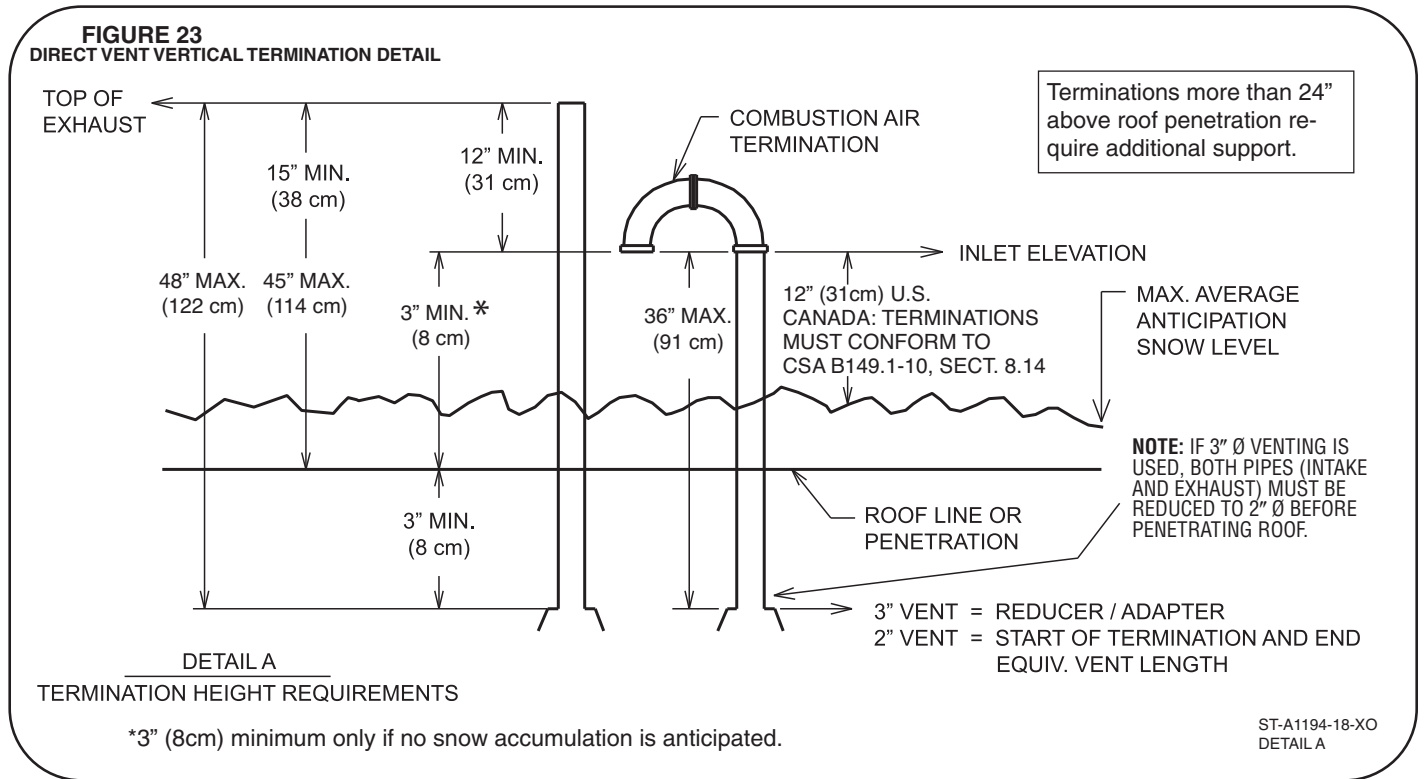 FIGURE 23
DIRECT VENT VERTICAL TERMINATION DETAIL
TOP OF
EXHAUST
COMBUSTION AIR
TERMINATION
Terminations more than 24”
above roof penetration re-
quire additional support.
12” MIN.
(31 cm)
15” MIN.
(38 cm)
INLET ELEVATION
48” MAX.
(122 cm)
45” MAX.
(114 cm)
3” MIN. *
(8 cm)
36” MAX.
(91 cm)
12” (31cm) U.S.
CANADA: TERMINATIONS
MUST CONFORM TO
CSA B149.1-10, SECT. 8.14
MAX. AVERAGE
ANTICIPATION
SNOW LEVEL
NOTE: IF 3″ Ø VENTING IS
USED, BOTH PIPES (INTAKE
AND EXHAUST) MUST BE
REDUCED TO 2″ Ø BEFORE
PENETRATING ROOF.
3” MIN.
(8 cm)
ROOF LINE OR
PENETRATION
3” VENT = REDUCER / ADAPTER
2” VENT = START OF TERMINATION AND END
EQUIV. VENT LENGTH
DETAIL A
TERMINATION HEIGHT REQUIREMENTS
*3” (8cm) minimum only if no snow accumulation is anticipated.
ST-A1194-18-XO
DETAIL A